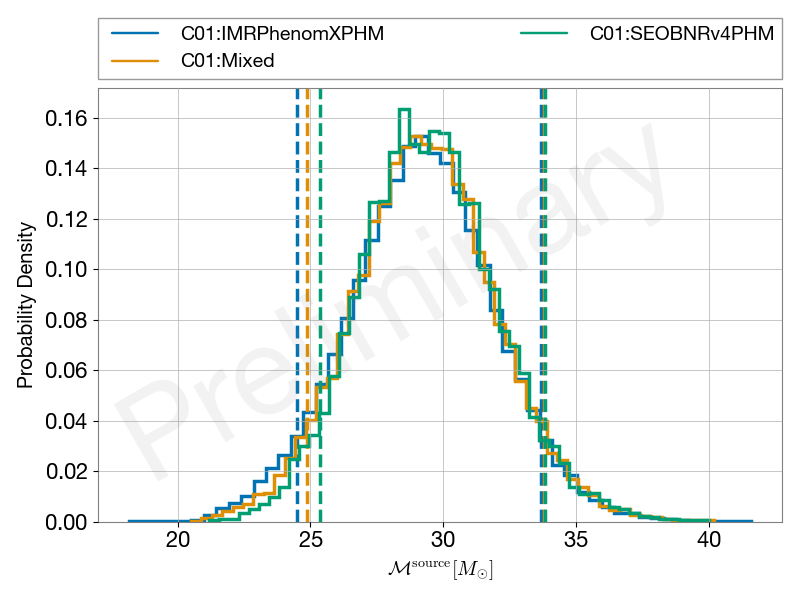 C01:IMRPhenomXPHM
C01:Mixed
C01:SEOBNRv4PHM
Preliminary
Probability Density
0.16
0.14
0.12
0.10
0.08
0.06
0.04
0.02
0.00
20 25 30 35 40
ℳ^source[M_⊙]